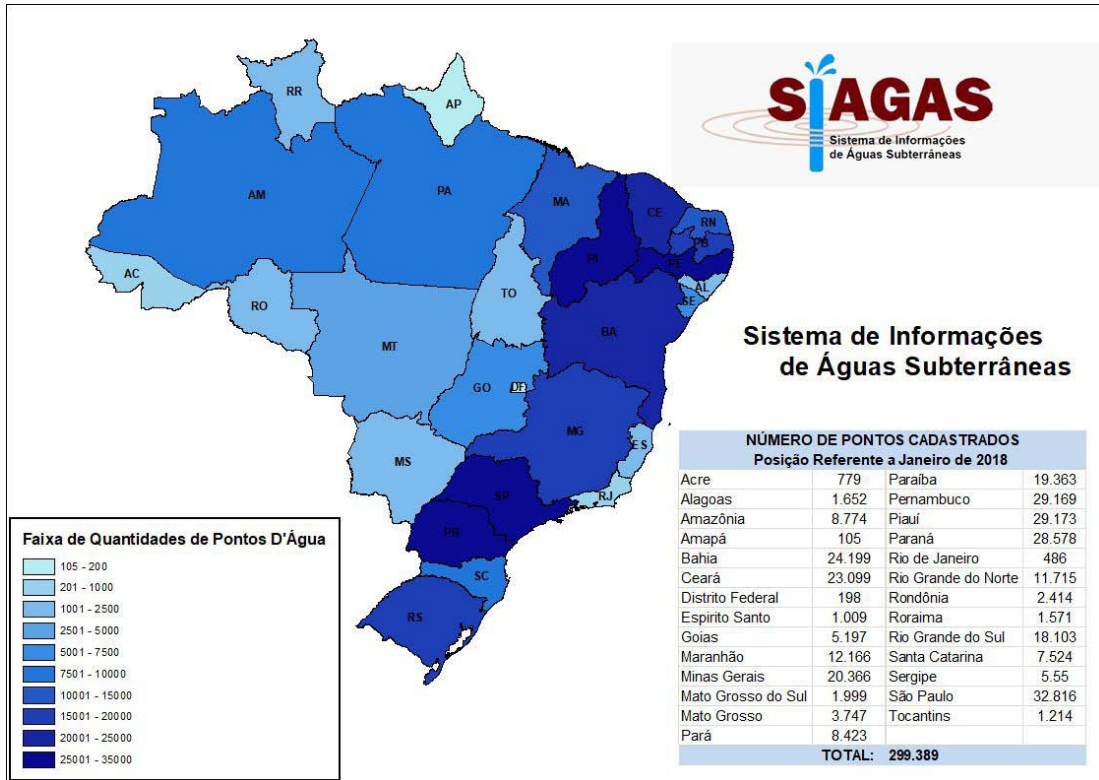 SIAGAS
Sistema de Informações
de Águas Subterrâneas
RR
AP
AM
PA
MA
CE
RN
PB
PI
PE
AL
SE
AC
RO
TO
BA
MT
GO
DF
MG
ES
MS
RJ
SP
PR
SC
RS
Sistema de Informações
de Águas Subterrâneas
NÚMERO DE PONTOS CADASTRADOS
Posição Referente a Janeiro de 2018
Acre 779 Paraíba 19.363
Alagoas 1.652 Pernambuco 29.169
Amazônia 8.774 Piauí 29.173
Amapá 105 Paraná 28.578
Bahia 24.199 Rio de Janeiro 486
Ceará 23.099 Rio Grande do Norte 11.715
Distrito Federal 198 Rondônia 2.414
Espirito Santo 1.009 Roraima 1.571
Goias 5.197 Rio Grande do Sul 18.103
Maranhão 12.166 Santa Catarina 7.524
Minas Gerais 20.366 Sergipe 5.55
Mato Grosso do Sul 1.999 São Paulo 32.816
Mato Grosso 3.747 Tocantins 1.214
Pará 8.423
TOTAL: 299.389
Faixa de Quantidades de Pontos D'Água
105 - 200
201 - 1000
1001 - 2500
2501 - 5000
5001 - 7500
7501 - 10000
10001 - 15000
15001 - 20000
20001 - 25000
25001 - 35000